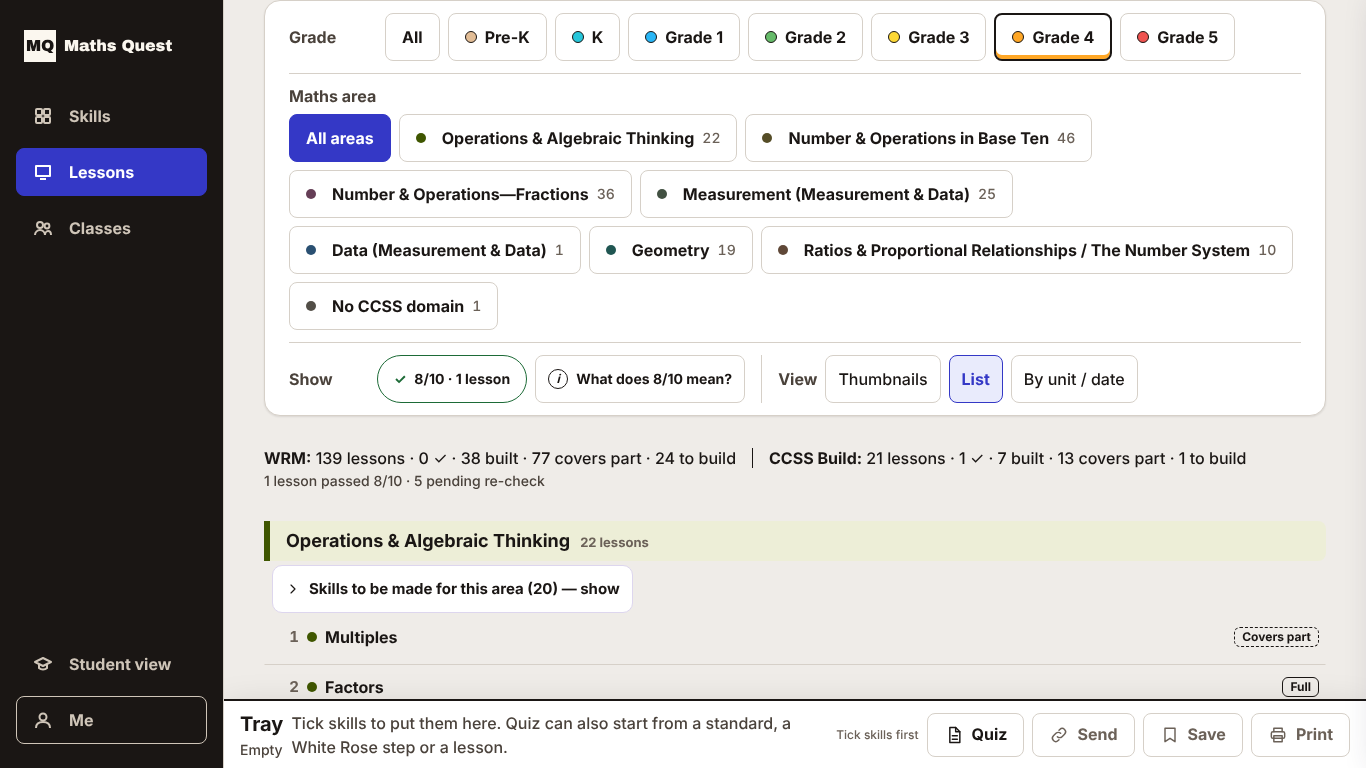 MQ Maths Quest
Skills
Lessons
Classes
Student view
Me
Grade All Pre-K K Grade 1 Grade 2 Grade 3 Grade 4 Grade 5
Maths area
All areas Operations & Algebraic Thinking 22 Number & Operations in Base Ten 46
Number & Operations—Fractions 36 Measurement (Measurement & Data) 25
Data (Measurement & Data) 1 Geometry 19 Ratios & Proportional Relationships / The Number System 10
No CCSS domain 1
Show ✓ 8/10 · 1 lesson i What does 8/10 mean? View Thumbnails List By unit / date
WRM: 139 lessons · 0 ✓ · 38 built · 77 covers part · 24 to build | CCSS Build: 21 lessons · 1 ✓ · 7 built · 13 covers part · 1 to build
1 lesson passed 8/10 · 5 pending re-check
Operations & Algebraic Thinking 22 lessons
Skills to be made for this area (20) — show
1 Multiples Covers part
2 Factors Full
Tray Tick skills to put them here. Quiz can also start from a standard, a
Empty White Rose step or a lesson.
Tick skills first Quiz Send Save Print